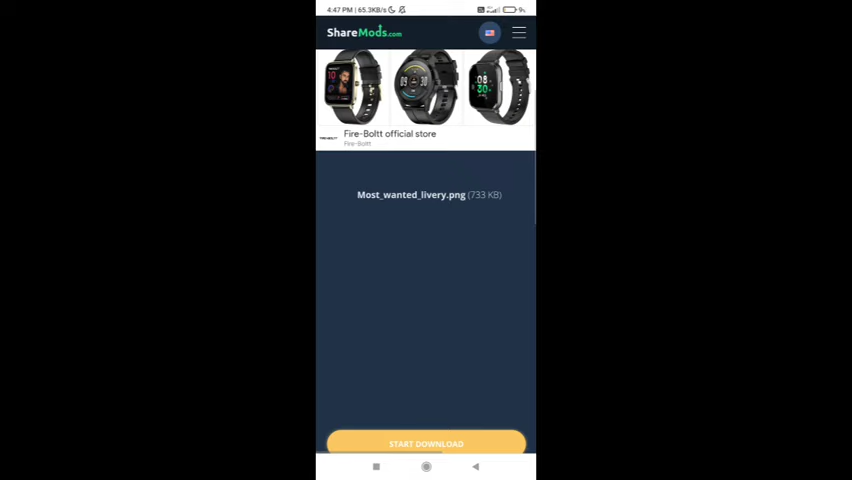 4:47 PM | 65.3KB/s
9%
ShareMods.com
Fire-Boltt official store
Fire-Boltt
Most_wanted_livery.png (733 KB)
START DOWNLOAD